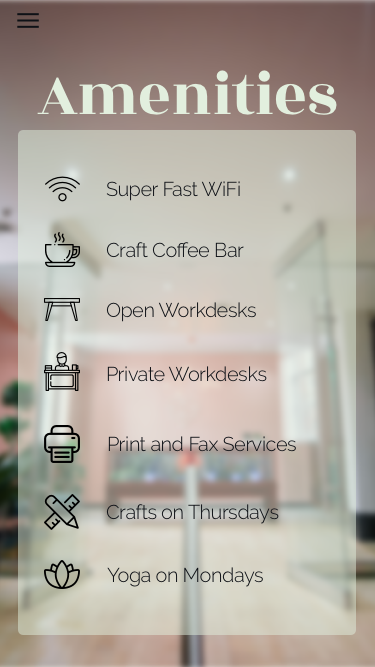 Amenities
Super Fast WiFi
Craft Coffee Bar
Open Workdesks
Private Workdesks
Print and Fax Services
Crafts on Thursdays
Yoga on Mondays